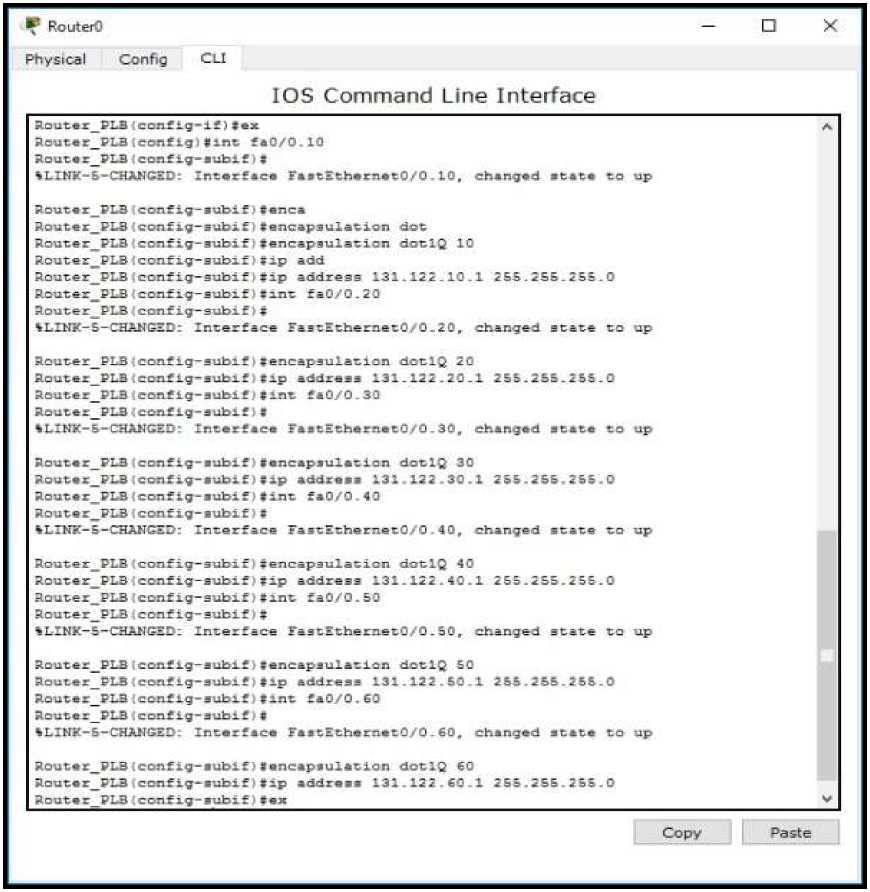 Router0
Physical Config CLI
IOS Command Line Interface
Router_PLB(config-if)#ex
Router_PLB(config)#int fa0/0.10
Router_PLB(config-subif)#
%LINK-5-CHANGED: Interface FastEthernet0/0.10, changed state to up
Router_PLB(config-subif)#enca
Router_PLB(config-subif)#encapsulation dot
Router_PLB(config-subif)#encapsulation dot1Q 10
Router_PLB(config-subif)#ip add
Router_PLB(config-subif)#ip address 131.122.10.1 255.255.255.0
Router_PLB(config-subif)#int fa0/0.20
Router_PLB(config-subif)#
%LINK-5-CHANGED: Interface FastEthernet0/0.20, changed state to up
Router_PLB(config-subif)#encapsulation dot1Q 20
Router_PLB(config-subif)#ip address 131.122.20.1 255.255.255.0
Router_PLB(config-subif)#int fa0/0.30
Router_PLB(config-subif)#
%LINK-5-CHANGED: Interface FastEthernet0/0.30, changed state to up
Router_PLB(config-subif)#encapsulation dot1Q 30
Router_PLB(config-subif)#ip address 131.122.30.1 255.255.255.0
Router_PLB(config-subif)#int fa0/0.40
Router_PLB(config-subif)#
%LINK-5-CHANGED: Interface FastEthernet0/0.40, changed state to up
Router_PLB(config-subif)#encapsulation dot1Q 40
Router_PLB(config-subif)#ip address 131.122.40.1 255.255.255.0
Router_PLB(config-subif)#int fa0/0.50
Router_PLB(config-subif)#
%LINK-5-CHANGED: Interface FastEthernet0/0.50, changed state to up
Router_PLB(config-subif)#encapsulation dot1Q 50
Router_PLB(config-subif)#ip address 131.122.50.1 255.255.255.0
Router_PLB(config-subif)#int fa0/0.60
Router_PLB(config-subif)#
%LINK-5-CHANGED: Interface FastEthernet0/0.60, changed state to up
Router_PLB(config-subif)#encapsulation dot1Q 60
Router_PLB(config-subif)#ip address 131.122.60.1 255.255.255.0
Router_PLB(config-subif)#ex
Copy Paste